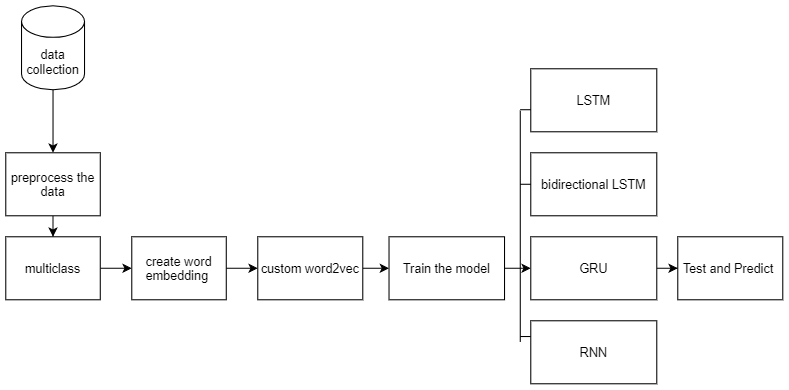 data
collection
preprocess the
data
multiclass
create word
embedding
custom word2vec
Train the model
LSTM
bidirectional LSTM
GRU
RNN
Test and Predict